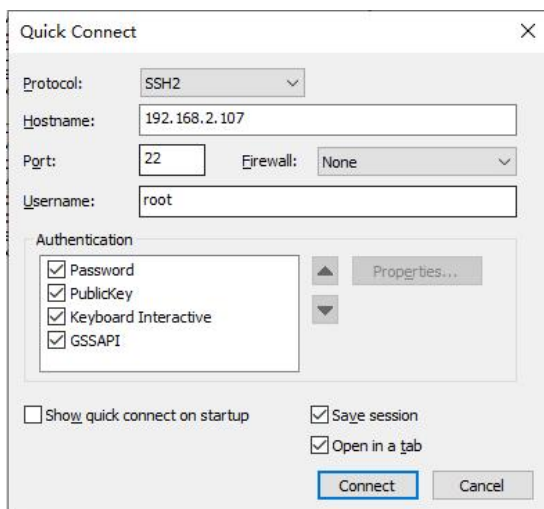 Quick Connect
Protocol: SSH2
Hostname: 192.168.2.107
Port: 22 Firewall: None
Username: root
Authentication
Password
PublicKey
Keyboard Interactive
GSSAPI
Properties...
Show quick connect on startup
Save session
Open in a tab
Connect Cancel